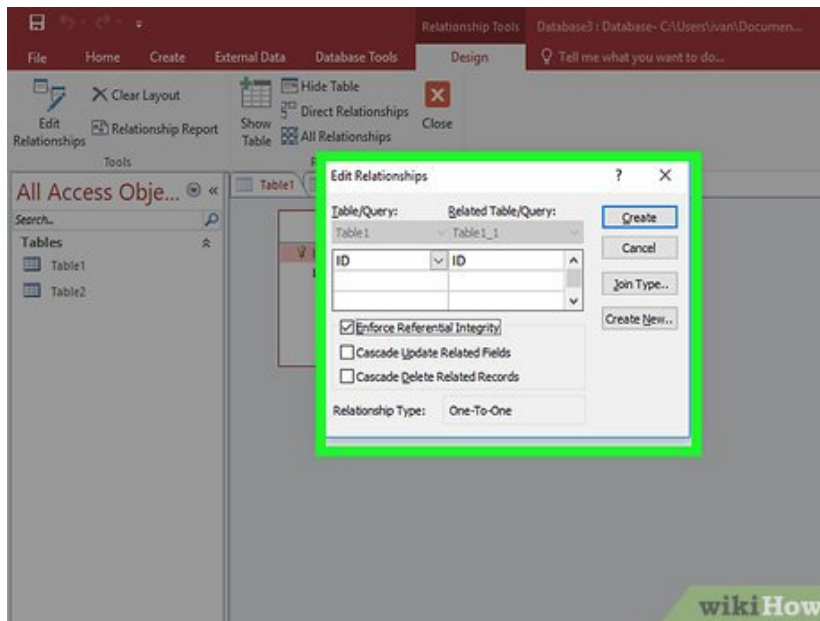 Relationship Tools
Database3 : Database- C:\Users\ivan\Documen...
File
Home
Create
External Data
Database Tools
Design
Tell me what you want to do...
Edit
Relationships
Clear Layout
Relationship Report
Tools
Show
Table
Hide Table
Direct Relationships
All Relationships
Close
All Access Obje...
Search...
Tables
Table1
Table2
Table1
Edit Relationships
?
Table/Query:
Related Table/Query:
Table1
Table1_1
ID
ID
Enforce Referential Integrity
Cascade Update Related Fields
Cascade Delete Related Records
Relationship Type:
One-To-One
Create
Cancel
Join Type..
Create New..
wikiHow